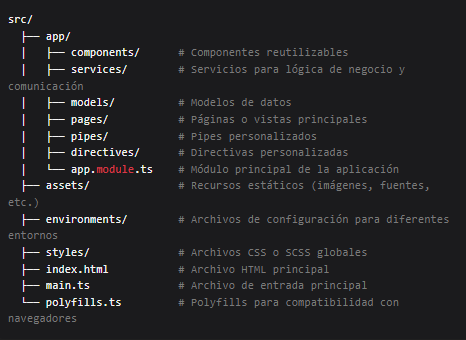 src/
├── app/
│   ├── components/      # Componentes reutilizables
│   ├── services/        # Servicios para lógica de negocio y
comunicación
│   ├── models/          # Modelos de datos
│   ├── pages/           # Páginas o vistas principales
│   ├── pipes/           # Pipes personalizados
│   ├── directives/      # Directivas personalizadas
│   └── app.module.ts    # Módulo principal de la aplicación
├── assets/              # Recursos estáticos (imágenes, fuentes,
etc.)
├── environments/        # Archivos de configuración para diferentes
entornos
├── styles/              # Archivos CSS o SCSS globales
├── index.html           # Archivo HTML principal
├── main.ts              # Archivo de entrada principal
└── polyfills.ts         # Polyfills para compatibilidad con
navegadores